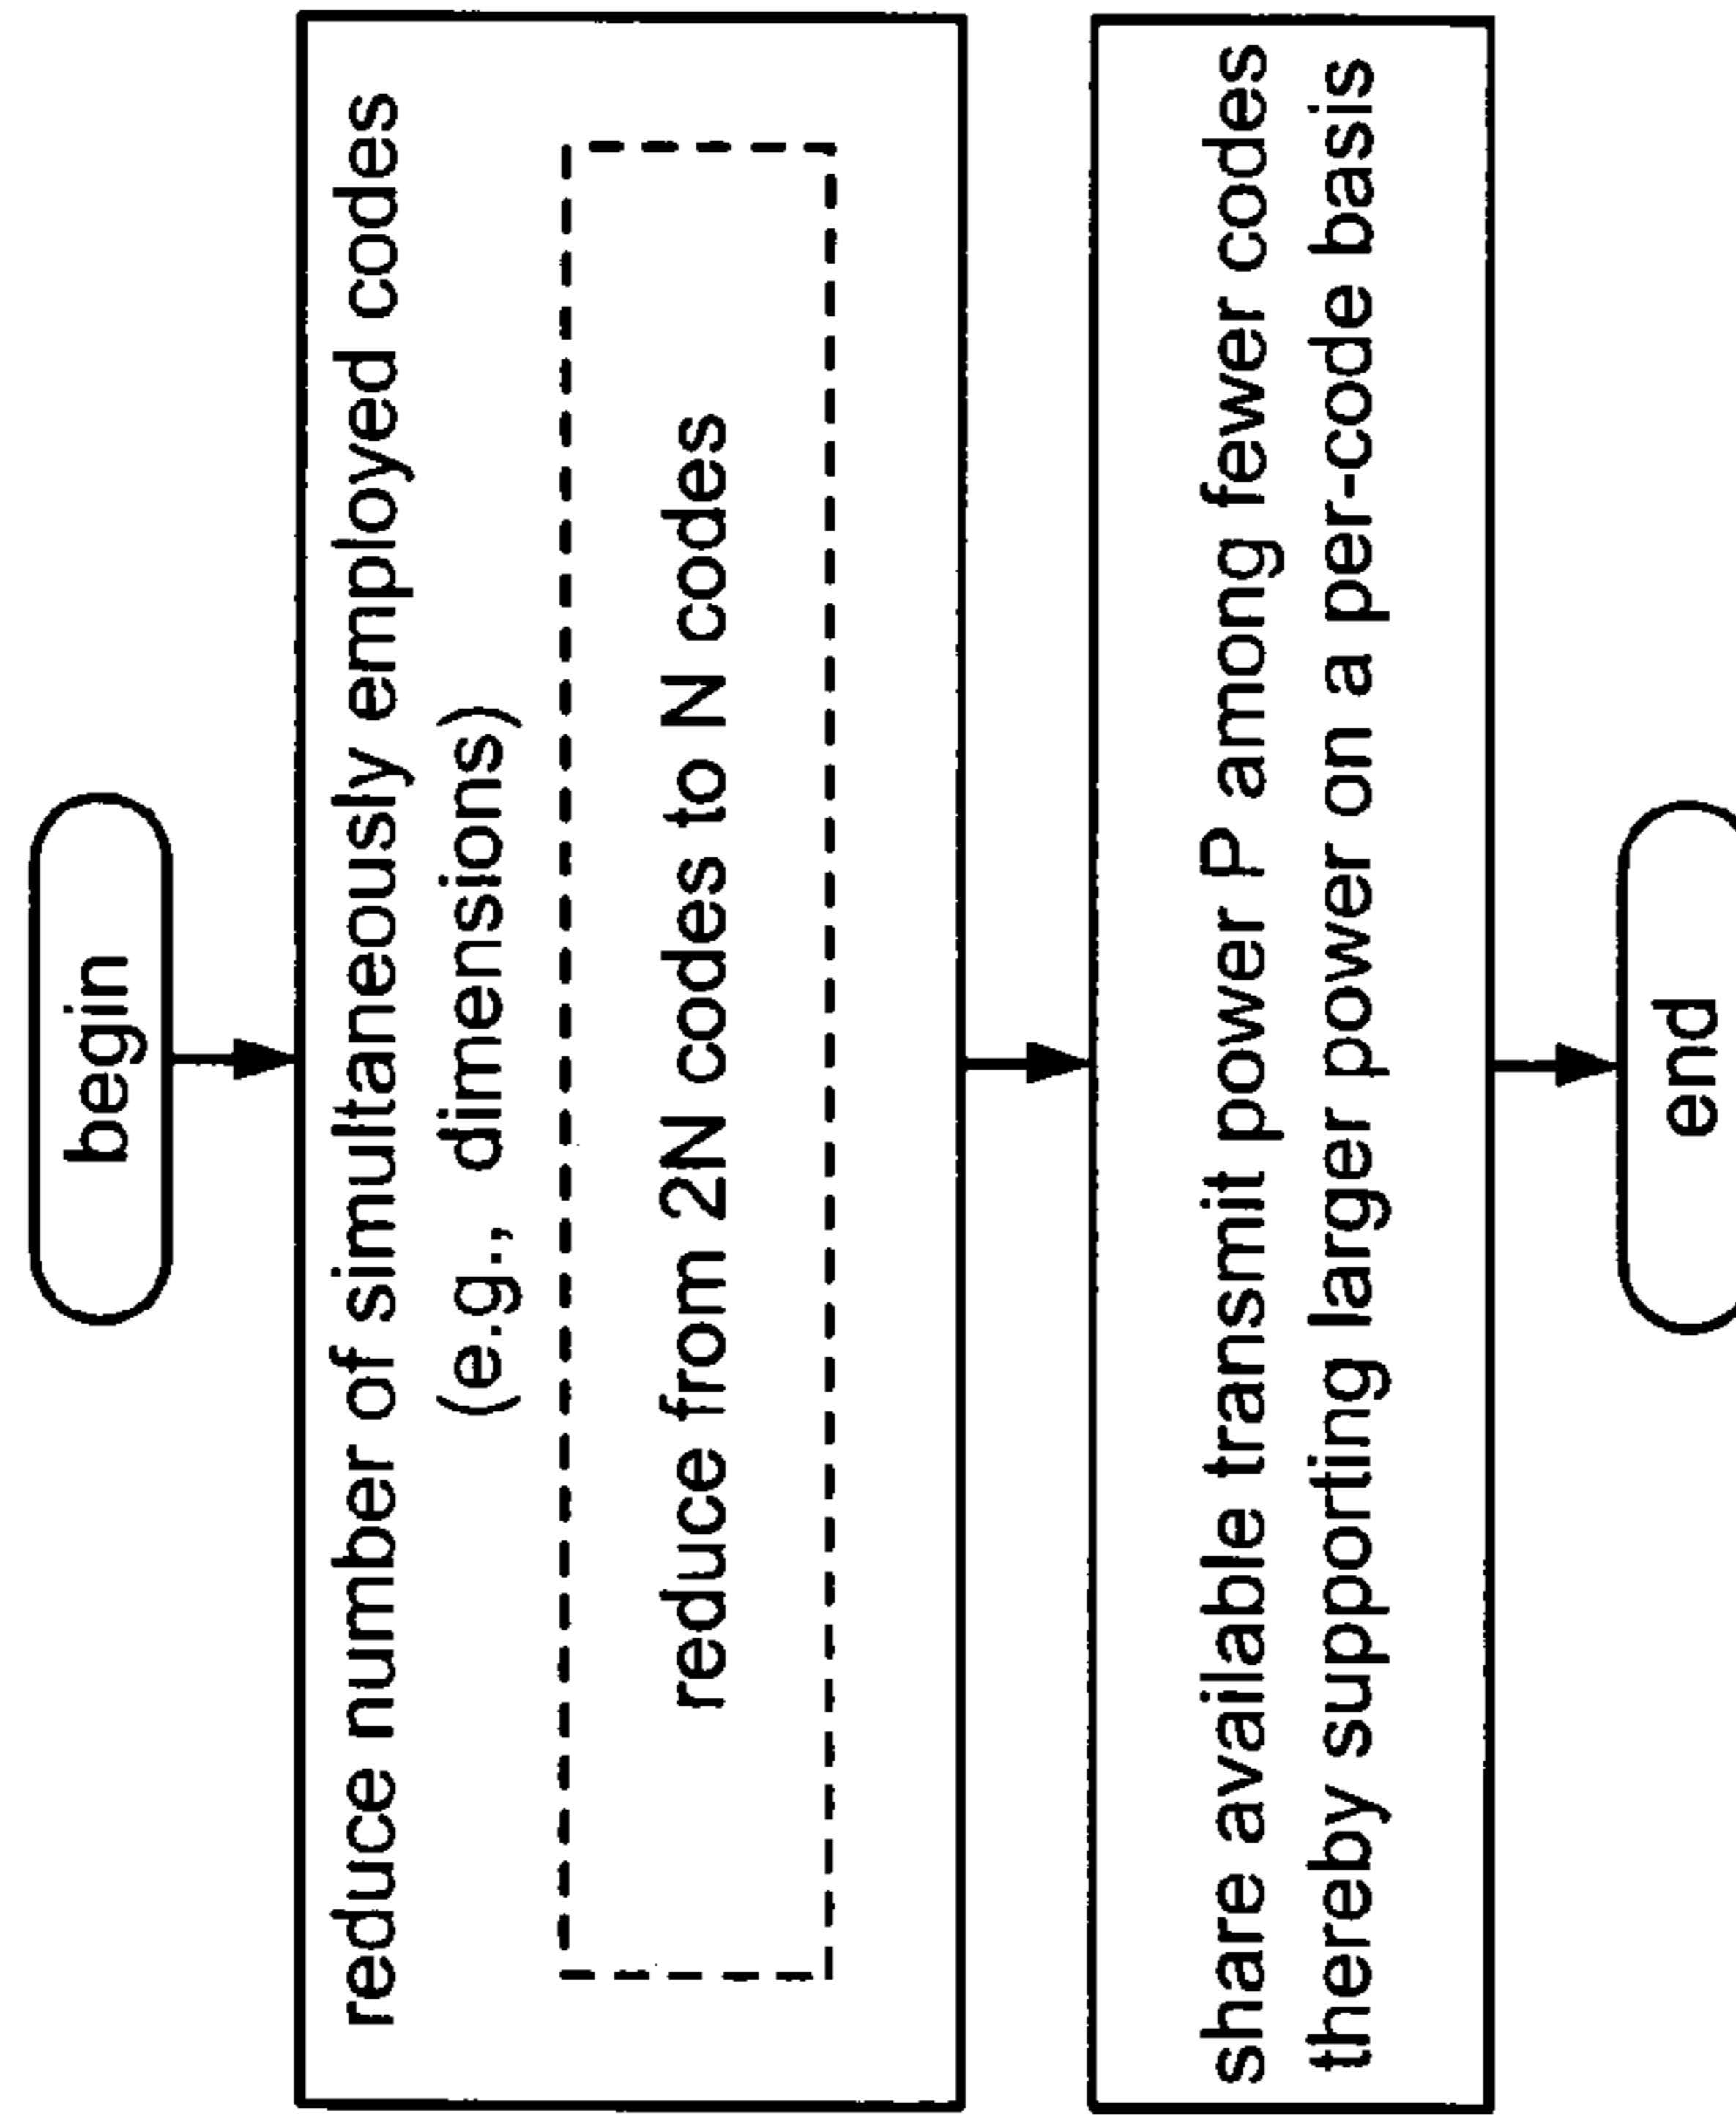 begin
reduce number of simultaneously employed codes
(e.g., dimensions)
reduce from 2N codes to N codes
share available transmit power P among fewer codes
thereby supporting larger power on a per-code basis
end